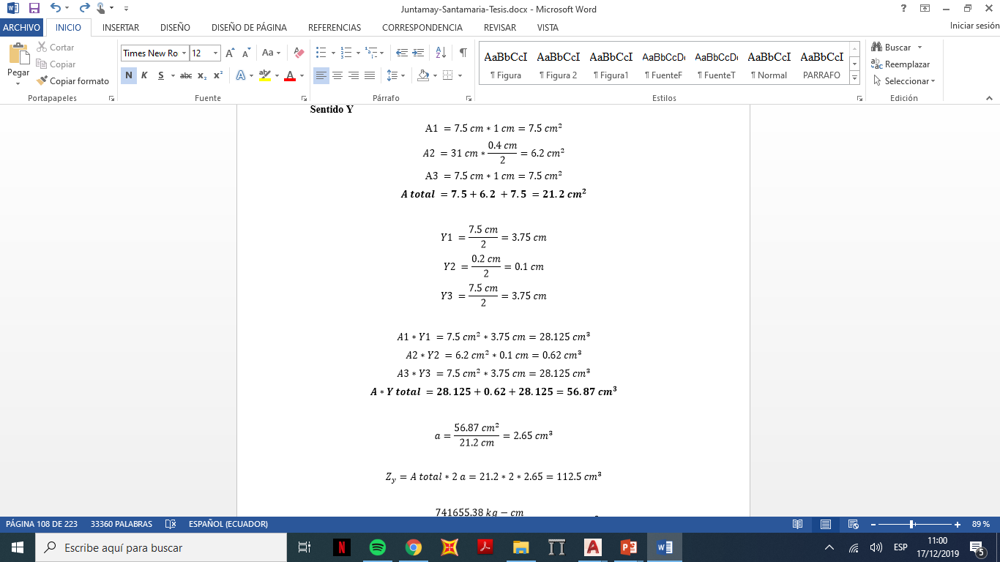 Juntamay-Santamaria-Tesis.docx - Microsoft Word
ARCHIVO INICIO INSERTAR DISEÑO DISEÑO DE PÁGINA REFERENCIAS CORRESPONDENCIA REVISAR VISTA Iniciar sesión
Pegar
Cortar
Copiar
Copiar formato
Portapapeles
Times New Ro 12
N K S abc x₂ x²
Fuente
Párrafo
AaBbCcI AaBbCcI AaBbCcI AaBbCcDc AaBbCcDc AaBbCcI AaBbCcI
¶ Figura ¶ Figura 2 ¶ Figura1 ¶ FuenteF ¶ FuenteT ¶ Normal PARRAFO
Estilos
Buscar
Reemplazar
Seleccionar
Edición
Sentido Y
A1 = 7.5 cm * 1 cm = 7.5 cm²
A2 = 31 cm * 0.4 cm/2 = 6.2 cm²
A3 = 7.5 cm * 1 cm = 7.5 cm²
A total = 7.5 + 6.2 + 7.5 = 21.2 cm²
Y1 = 7.5 cm/2 = 3.75 cm
Y2 = 0.2 cm/2 = 0.1 cm
Y3 = 7.5 cm/2 = 3.75 cm
A1 * Y1 = 7.5 cm² * 3.75 cm = 28.125 cm³
A2 * Y2 = 6.2 cm² * 0.1 cm = 0.62 cm³
A3 * Y3 = 7.5 cm² * 3.75 cm = 28.125 cm³
A * Y total = 28.125 + 0.62 + 28.125 = 56.87 cm³
a = 56.87 cm²/21.2 cm = 2.65 cm³
Z_y = A total * 2 a = 21.2 * 2 * 2.65 = 112.5 cm³
741655.38 kg − cm
PÁGINA 108 DE 223 33360 PALABRAS ESPAÑOL (ECUADOR) 89 %
Escribe aquí para buscar
ESP
11:00
17/12/2019
5